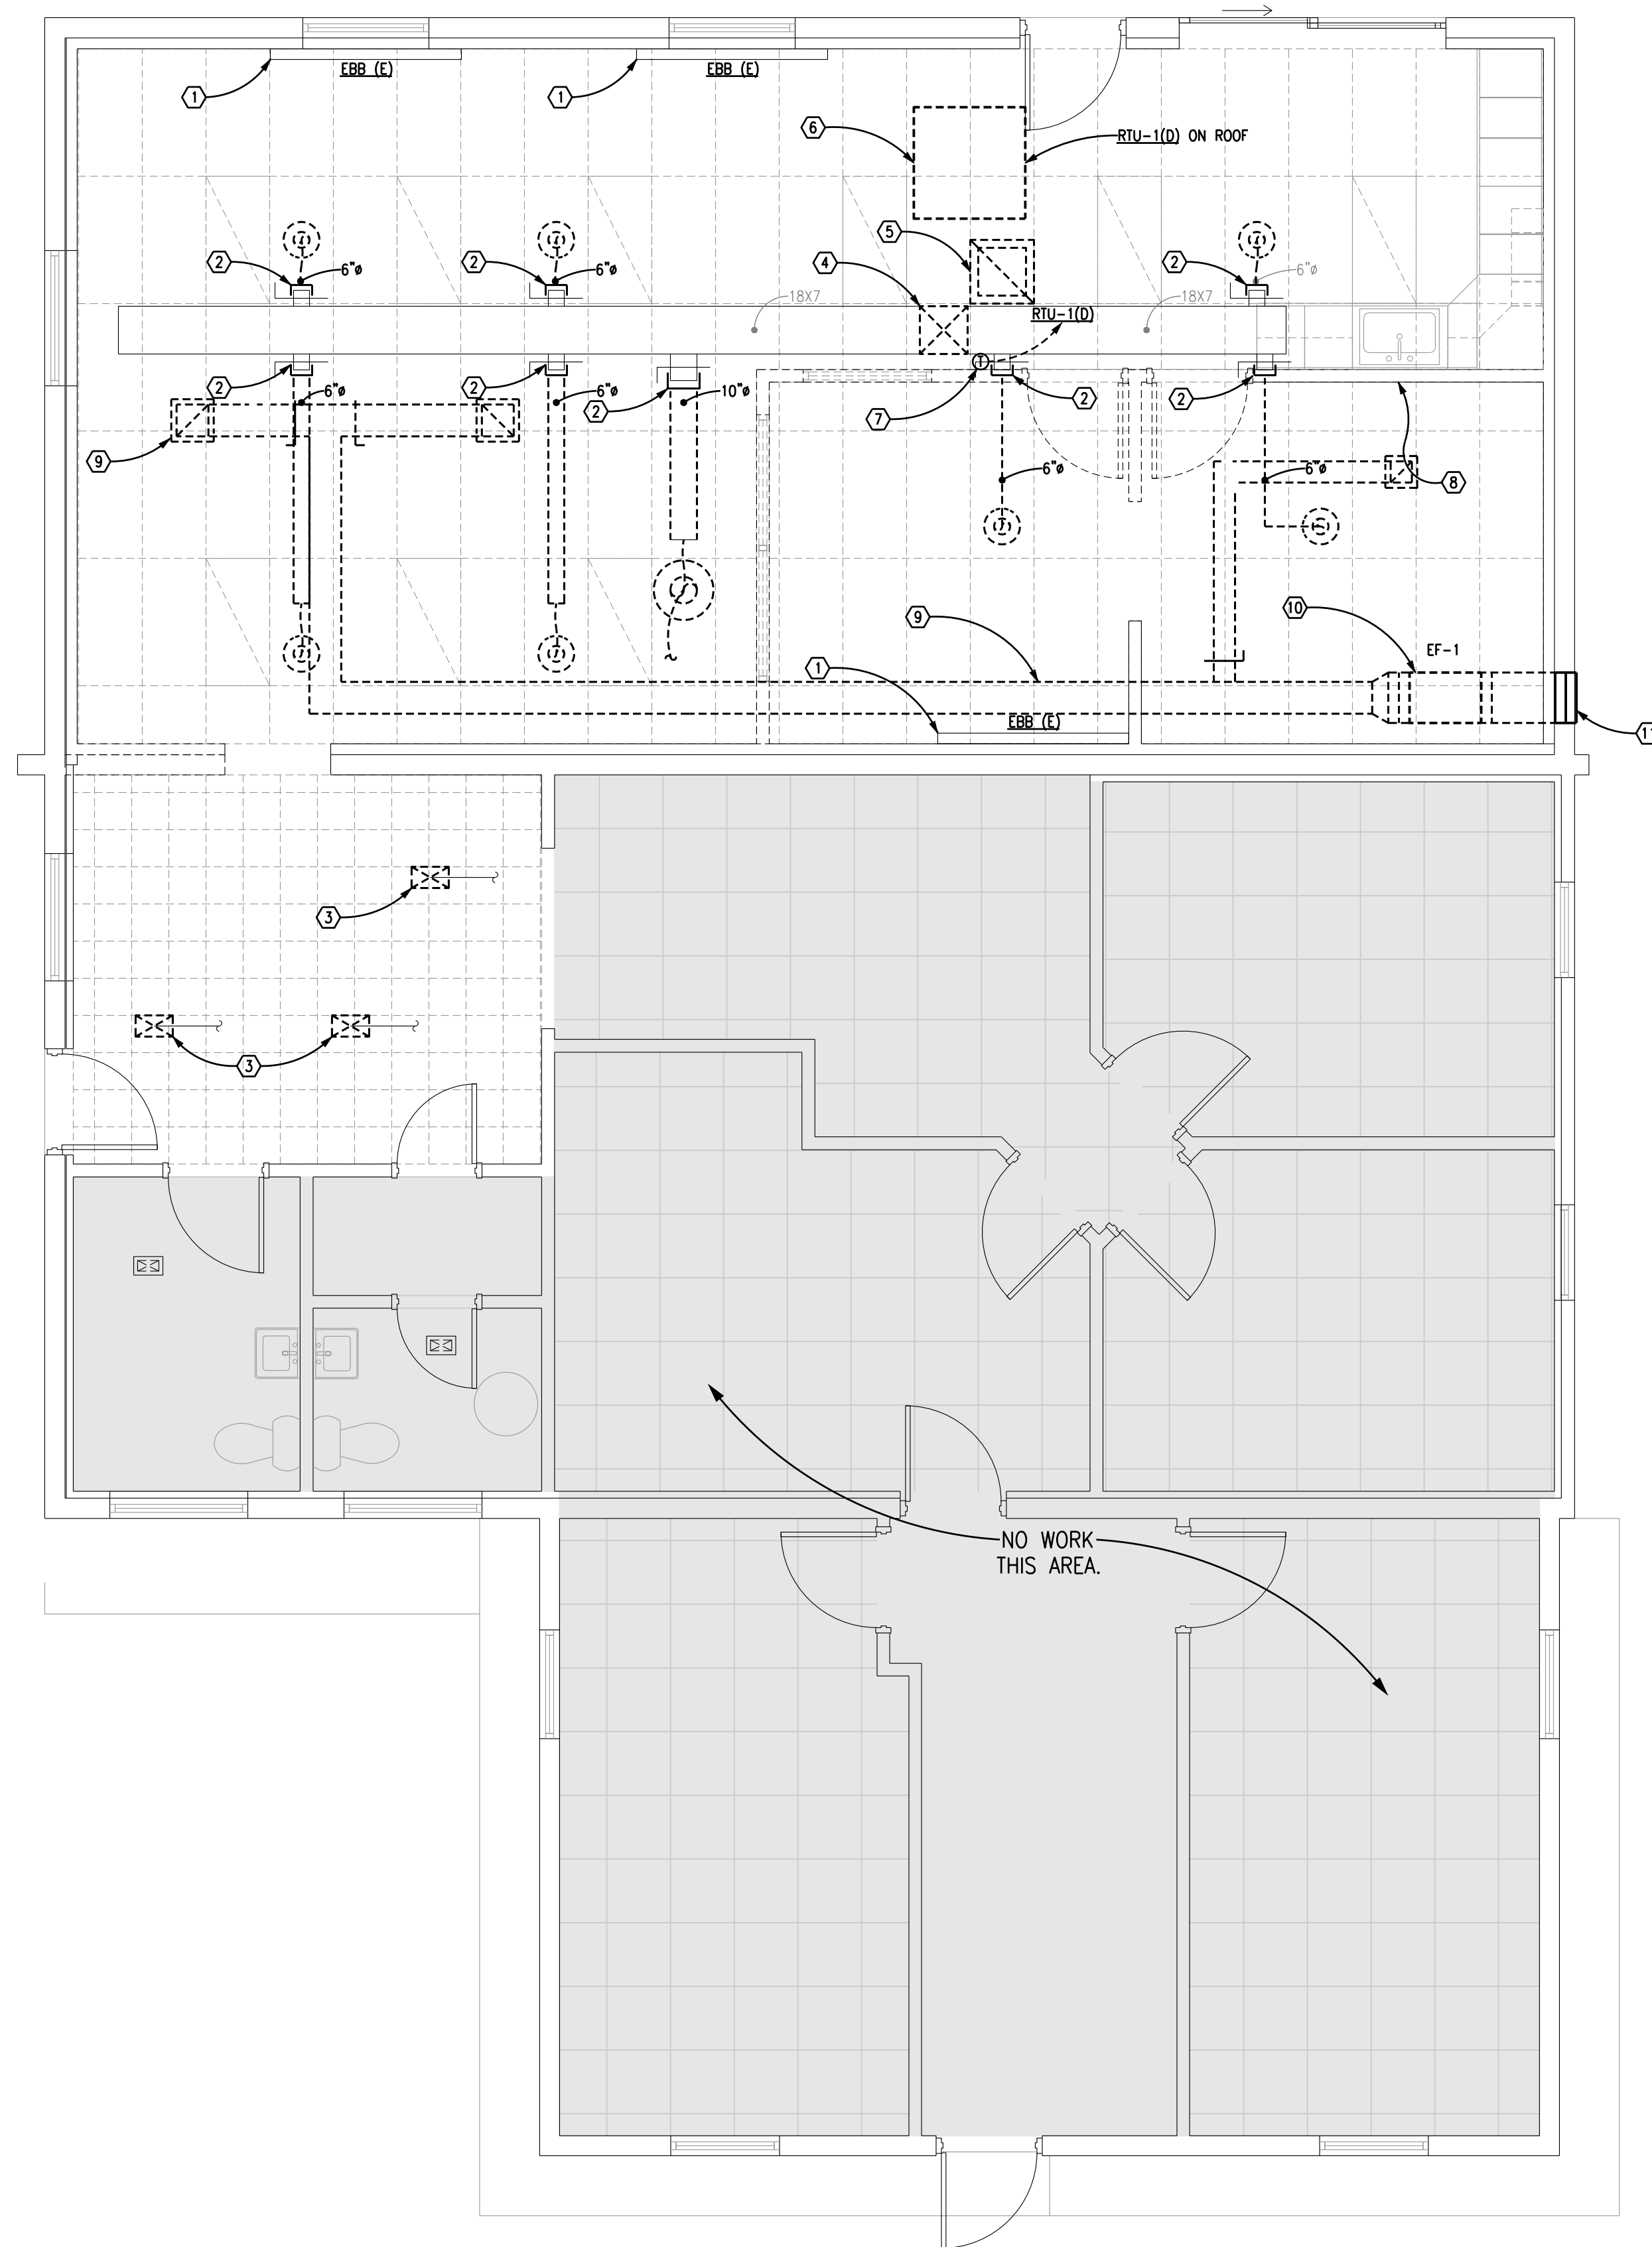 EBB (E)
EBB (E)
1
1
6
RTU-1(D) ON ROOF
5
2
6"ø
2
6"ø
4
2
6"ø
18X7
18X7
RTU-1(D)
2
6"ø
2
6"ø
2
10"ø
7
2
2
9
6"ø
6"ø
8
9
10
EF-1
1
EBB (E)
11
3
3
NO WORK
THIS AREA.